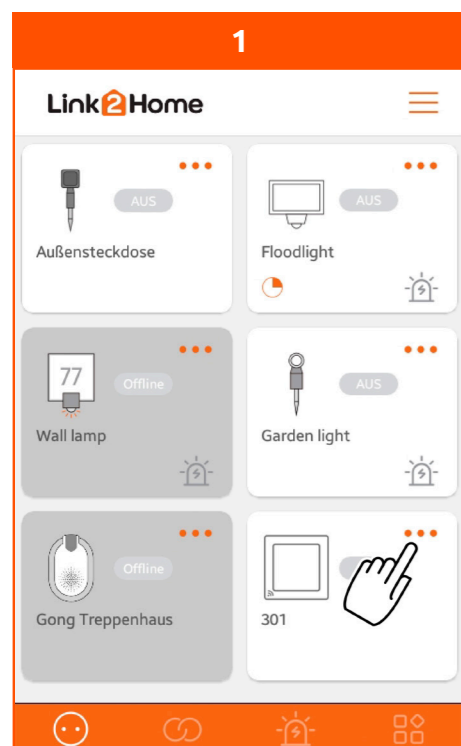 1
Link2Home
AUS
AUS
Außensteckdose
Floodlight
77
Offline
AUS
Wall lamp
Garden light
Offline
Gong Treppenhaus
301